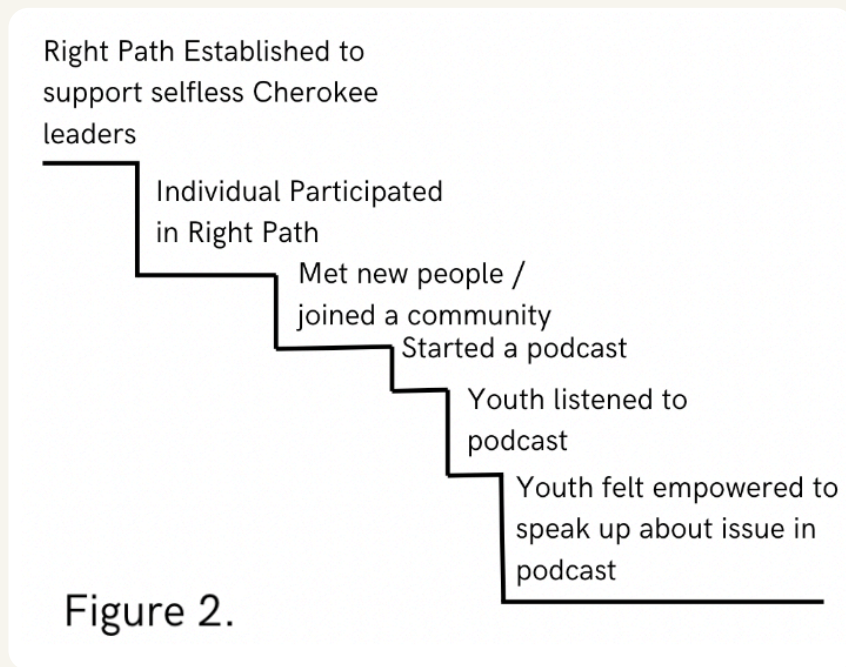 Right Path Established to
support selfless Cherokee
leaders
Individual Participated
in Right Path
Met new people /
joined a community
Started a podcast
Youth listened to
podcast
Youth felt empowered to
speak up about issue in
podcast
Figure 2.